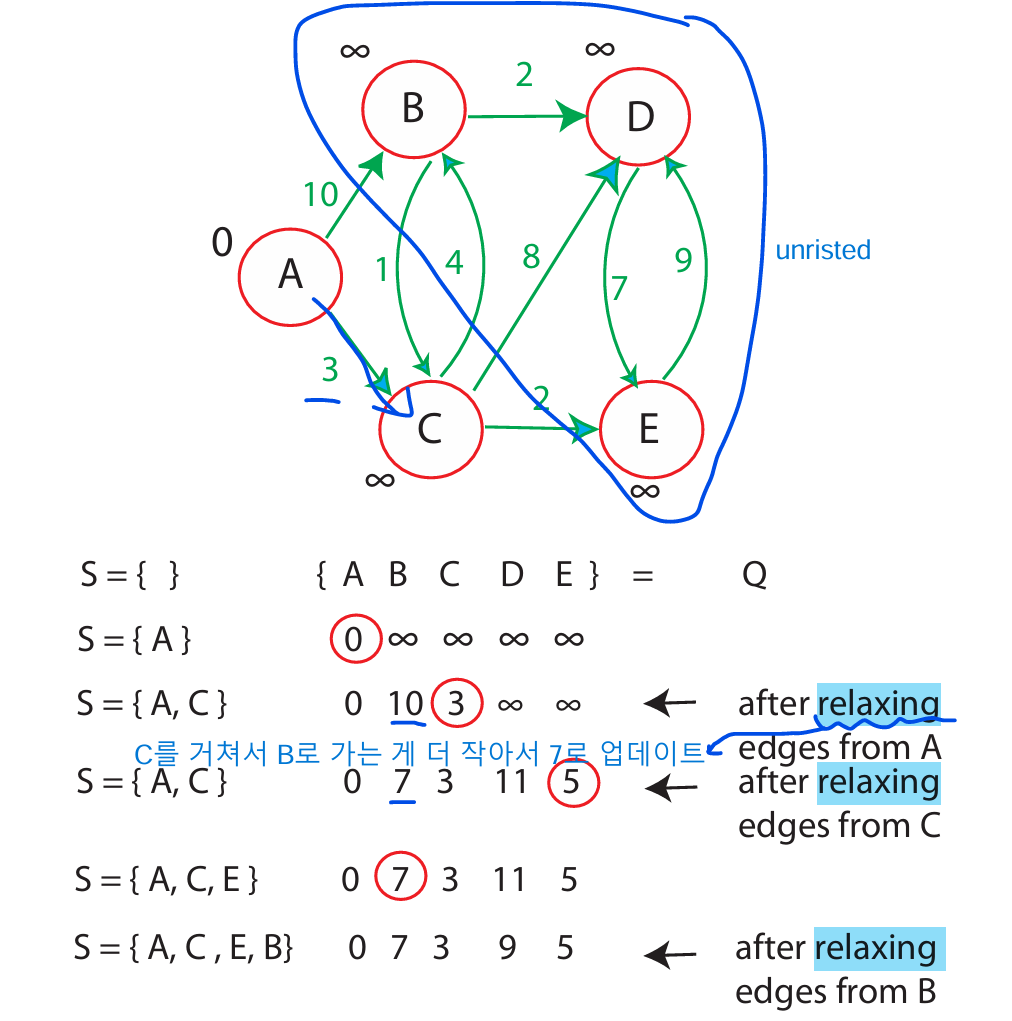 ∞ ∞
B 2 D
10
0 A 1 4 8 7 9 unristed
3
C 2 E
∞ ∞
S = { } { A B C D E } = Q
S = { A } 0 ∞ ∞ ∞ ∞
S = { A, C } 0 10 3 ∞ ∞ after relaxing
edges from A
C를 거쳐서 B로 가는 게 더 작아서 7로 업데이트
S = { A, C } 0 7 3 11 5 after relaxing
edges from C
S = { A, C, E } 0 7 3 11 5
S = { A, C , E, B} 0 7 3 9 5 after relaxing
edges from B